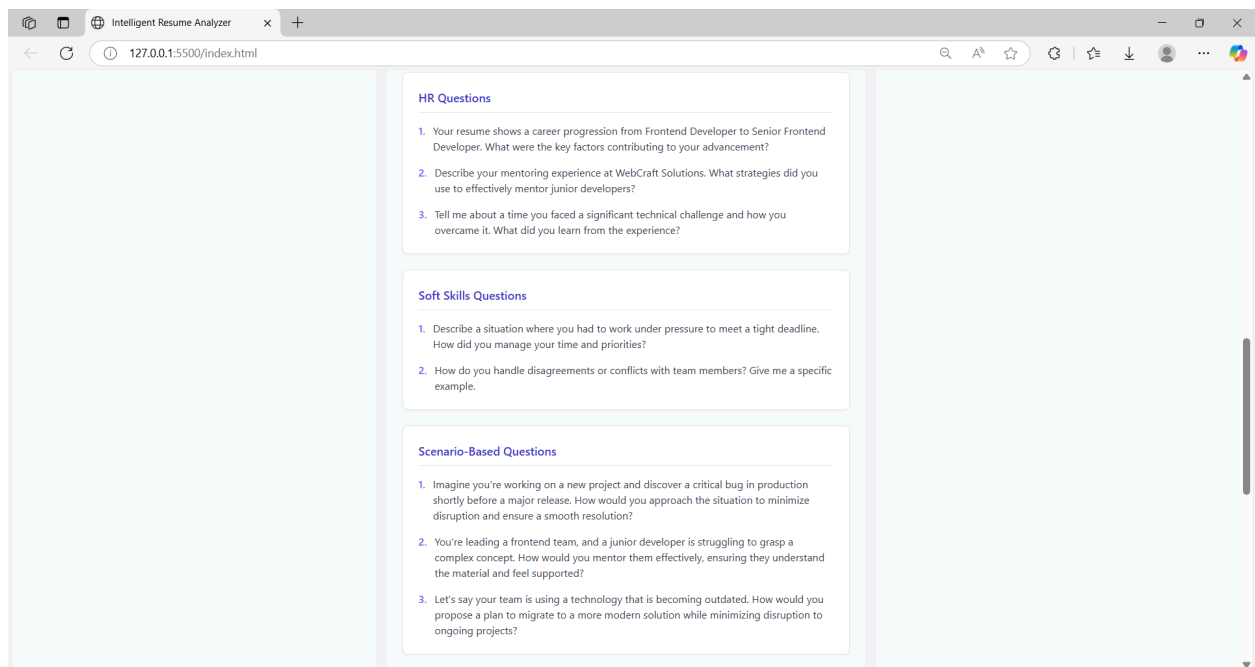 Intelligent Resume Analyzer
127.0.0.1:5500/index.html
HR Questions
1. Your resume shows a career progression from Frontend Developer to Senior Frontend
Developer. What were the key factors contributing to your advancement?
2. Describe your mentoring experience at WebCraft Solutions. What strategies did you
use to effectively mentor junior developers?
3. Tell me about a time you faced a significant technical challenge and how you
overcame it. What did you learn from the experience?
Soft Skills Questions
1. Describe a situation where you had to work under pressure to meet a tight deadline.
How did you manage your time and priorities?
2. How do you handle disagreements or conflicts with team members? Give me a specific
example.
Scenario-Based Questions
1. Imagine you're working on a new project and discover a critical bug in production
shortly before a major release. How would you approach the situation to minimize
disruption and ensure a smooth resolution?
2. You're leading a frontend team, and a junior developer is struggling to grasp a
complex concept. How would you mentor them effectively, ensuring they understand
the material and feel supported?
3. Let's say your team is using a technology that is becoming outdated. How would you
propose a plan to migrate to a more modern solution while minimizing disruption to
ongoing projects?